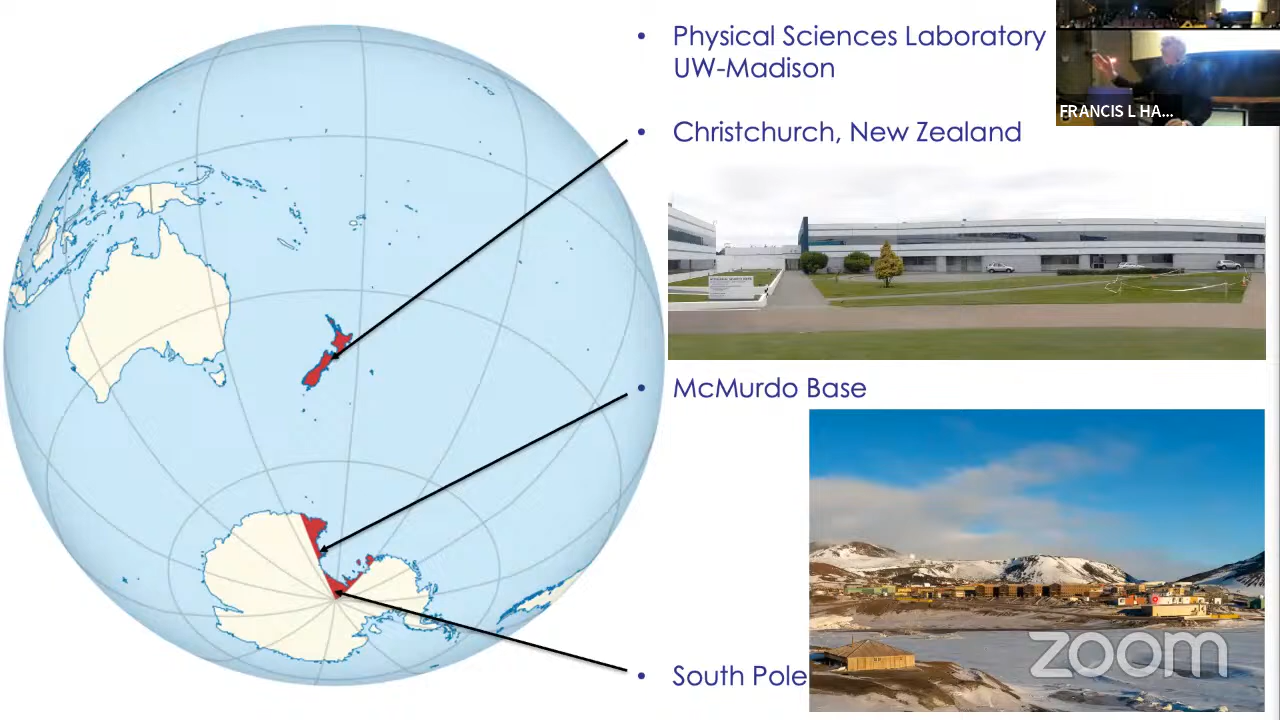 • Physical Sciences Laboratory
UW-Madison
FRANCIS L HA...
• Christchurch, New Zealand
• McMurdo Base
• South Pole
zoom